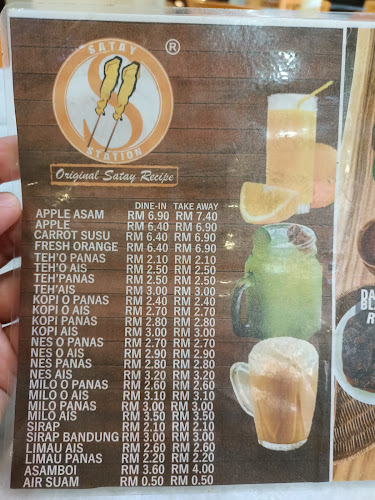 SATAY
®
STATION
Original Satay Recipe
DINE-IN TAKE AWAY
APPLE ASAM RM 6.90 RM 7.40
APPLE RM 6.40 RM 6.90
CARROT SUSU RM 6.40 RM 6.90
FRESH ORANGE RM 6.40 RM 6.90
TEH'O PANAS RM 2.10 RM 2.10
TEH'O AIS RM 2.50 RM 2.50
TEH'PANAS RM 2.50 RM 2.50
TEH'AIS RM 3.00 RM 3.00
KOPI O PANAS RM 2.40 RM 2.40
KOPI O AIS RM 2.70 RM 2.70
KOPI PANAS RM 2.80 RM 2.80
KOPI AIS RM 3.00 RM 3.00
NES O PANAS RM 2.70 RM 2.70
NES O AIS RM 2.90 RM 2.90
NES PANAS RM 2.80 RM 2.80
NES AIS RM 3.20 RM 3.20
MILO O PANAS RM 2.60 RM 2.60
MILO O AIS RM 3.10 RM 3.10
MILO PANAS RM 3.00 RM 3.00
MILO AIS RM 3.50 RM 3.50
SIRAP RM 2.10 RM 2.10
SIRAP BANDUNG RM 3.00 RM 3.00
LIMAU AIS RM 2.60 RM 2.60
LIMAU PANAS RM 2.20 RM 2.20
ASAMBOI RM 3.60 RM 4.00
AIR SUAM RM 0.50 RM 0.50